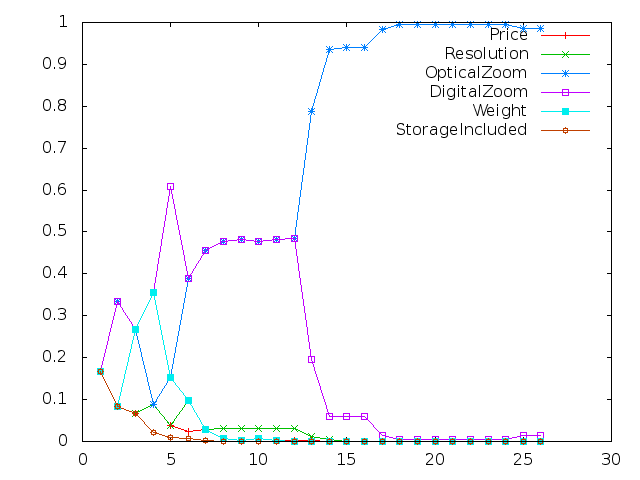 1
0.9
0.8
0.7
0.6
0.5
0.4
0.3
0.2
0.1
0
0 5 10 15 20 25 30
Price
Resolution
OpticalZoom
DigitalZoom
Weight
StorageIncluded